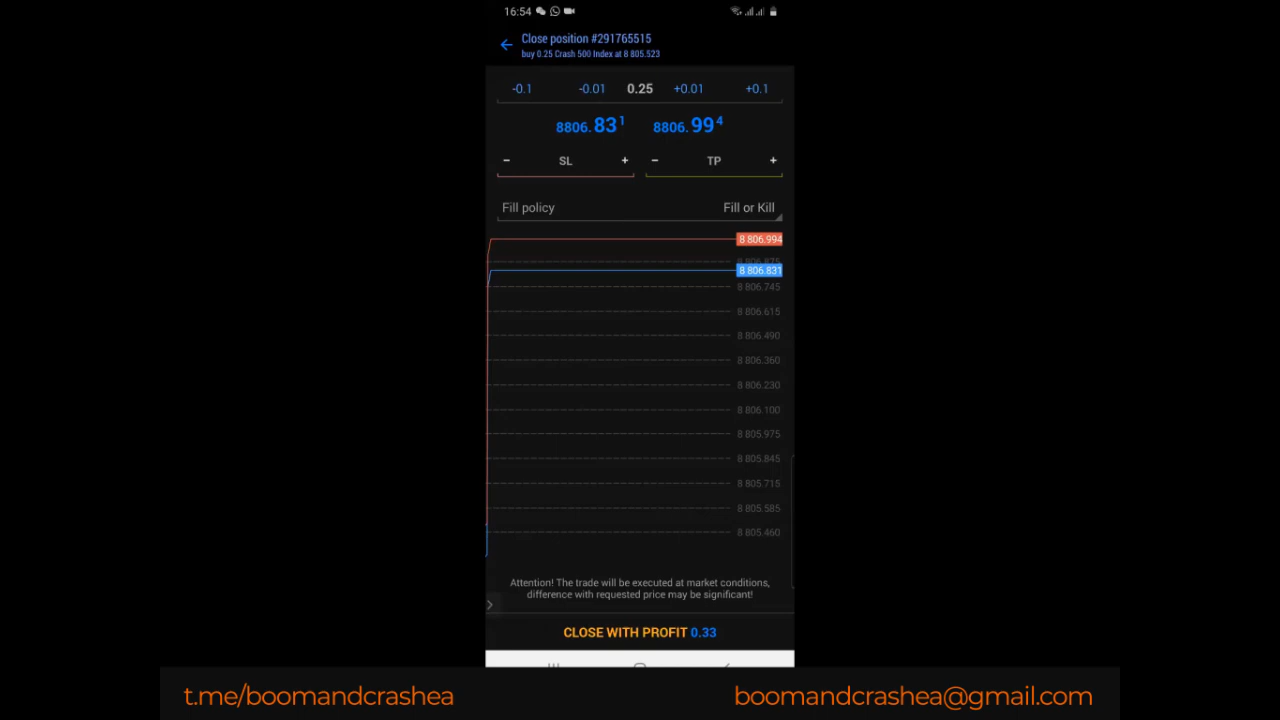 16:54
Close position #291765515
buy 0.25 Crash 500 Index at 8 805.523
-0.1 -0.01 0.25 +0.01 +0.1
8806.83¹ 8806.99⁴
− SL + − TP +
Fill policy Fill or Kill
8 806.994
8 806.875
8 806.831
8 806.745
8 806.615
8 806.490
8 806.360
8 806.230
8 806.100
8 805.975
8 805.845
8 805.715
8 805.585
8 805.460
Attention! The trade will be executed at market conditions,
difference with requested price may be significant!
CLOSE WITH PROFIT 0.33
t.me/boomandcrashea boomandcrashea@gmail.com